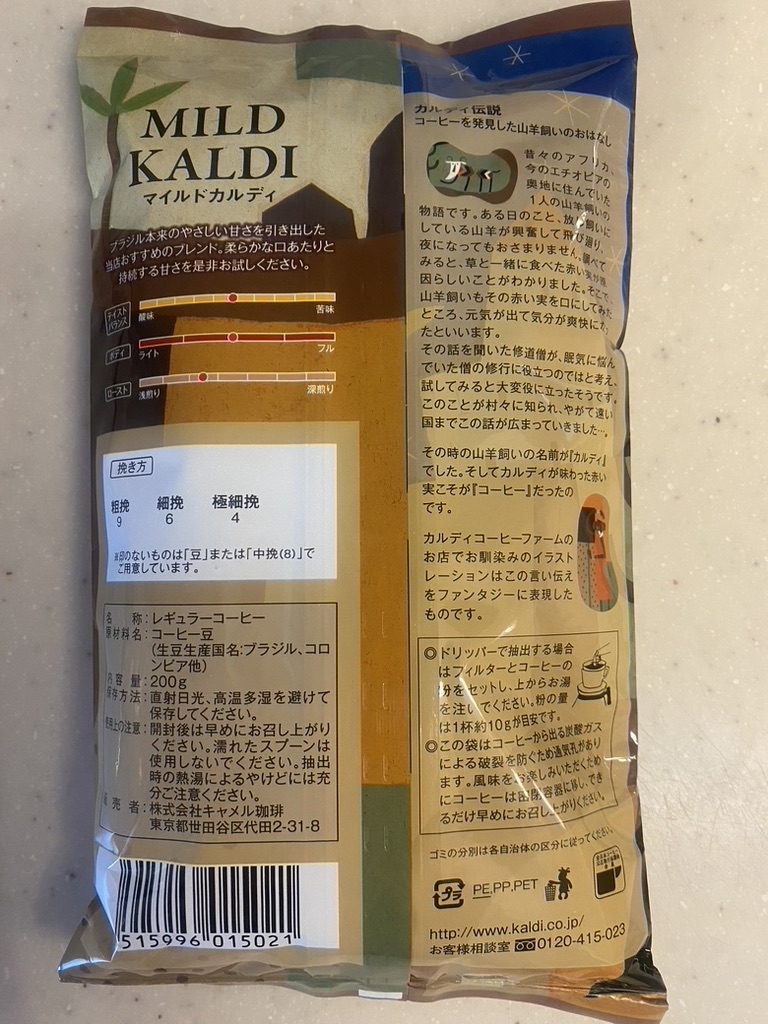 MILD
KALDI
マイルドカルディ
ブラジル本来のやさしい甘さを引き出した
当店おすすめのブレンド。柔らかな口あたりと
持続する甘さを是非お試しください。
テイスト
バランス
酸味
苦味
ボディ
ライト
フル
ロースト
浅煎り
深煎り
挽き方
粗挽 細挽 極細挽
9 6 4
※印のないものは「豆」または「中挽(8)」で
ご用意しています。
名 称:レギュラーコーヒー
原材料名:コーヒー豆
(生豆生産国名:ブラジル、コロ
ンビア他)
内容量:200g
保存方法:直射日光、高温多湿を避けて
保存してください。
使用上の注意:開封後は早めにお召し上がり
ください。濡れたスプーンは
使用しないでください。抽出
時の熱湯によるやけどには充
分ご注意ください。
販売者:株式会社キャメル珈琲
東京都世田谷区代田2-31-8
515996 015021
カルディ伝説
コーヒーを発見した山羊飼いのおはなし
昔々のアフリカ、
今のエチオピアの
奥地に住んでいた
1人の山羊飼いの
物語です。ある日のこと、放し飼いに
している山羊が興奮して飛び廻り、
夜になってもおさまりません。調べて
みると、草と一緒に食べた赤い実が原
因らしいことがわかりました。そこで、
山羊飼いもその赤い実を口にしてみた
ところ、元気が出て気分が爽快になっ
たといいます。
その話を聞いた修道僧が、眠気に悩ん
でいた僧の修行に役立つのではと考え、
試してみると大変役に立ったそうです。
このことが村々に知られ、やがて遠い
国までこの話が広まっていきました…。
その時の山羊飼いの名前が『カルディ』
でした。そしてカルディが味わった赤い
実こそが『コーヒー』だったの
です。
カルディコーヒーファームの
お店でお馴染みのイラスト
レーションはこの言い伝え
をファンタジーに表現した
ものです。
◎ドリッパーで抽出する場合
はフィルターとコーヒーの
粉をセットし、上からお湯
を注いでください。粉の量
は1杯約10gが目安です。
◎この袋はコーヒーから出る炭酸ガス
による破裂を防ぐため通気孔があり
ます。風味をお楽しみいただくため
にコーヒーは密閉容器に移し、でき
るだけ早めにお召し上がりください。
ゴミの分別は各自治体の区分に従ってください。
プラ PE,PP,PET
http://www.kaldi.co.jp/
お客様相談室 0120-415-023